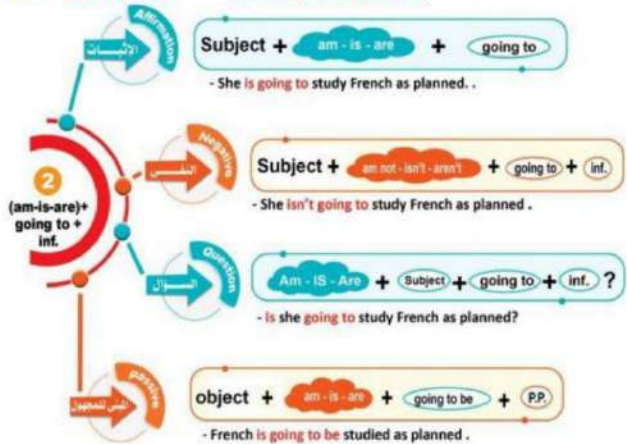 Affirmation
الإثبات
Subject + am - is - are + going to
- She is going to study French as planned. .
Negative
النفى
Subject + am not - isn't - aren't + going to + inf.
- She isn't going to study French as planned .
2
(am-is-are)+
going to +
inf.
Question
السؤال
Am - IS - Are + Subject + going to + inf. ?
- Is she going to study French as planned?
passive
المبنى للمجهول
object + am - is - are + going to be + P.P.
- French is going to be studied as planned .